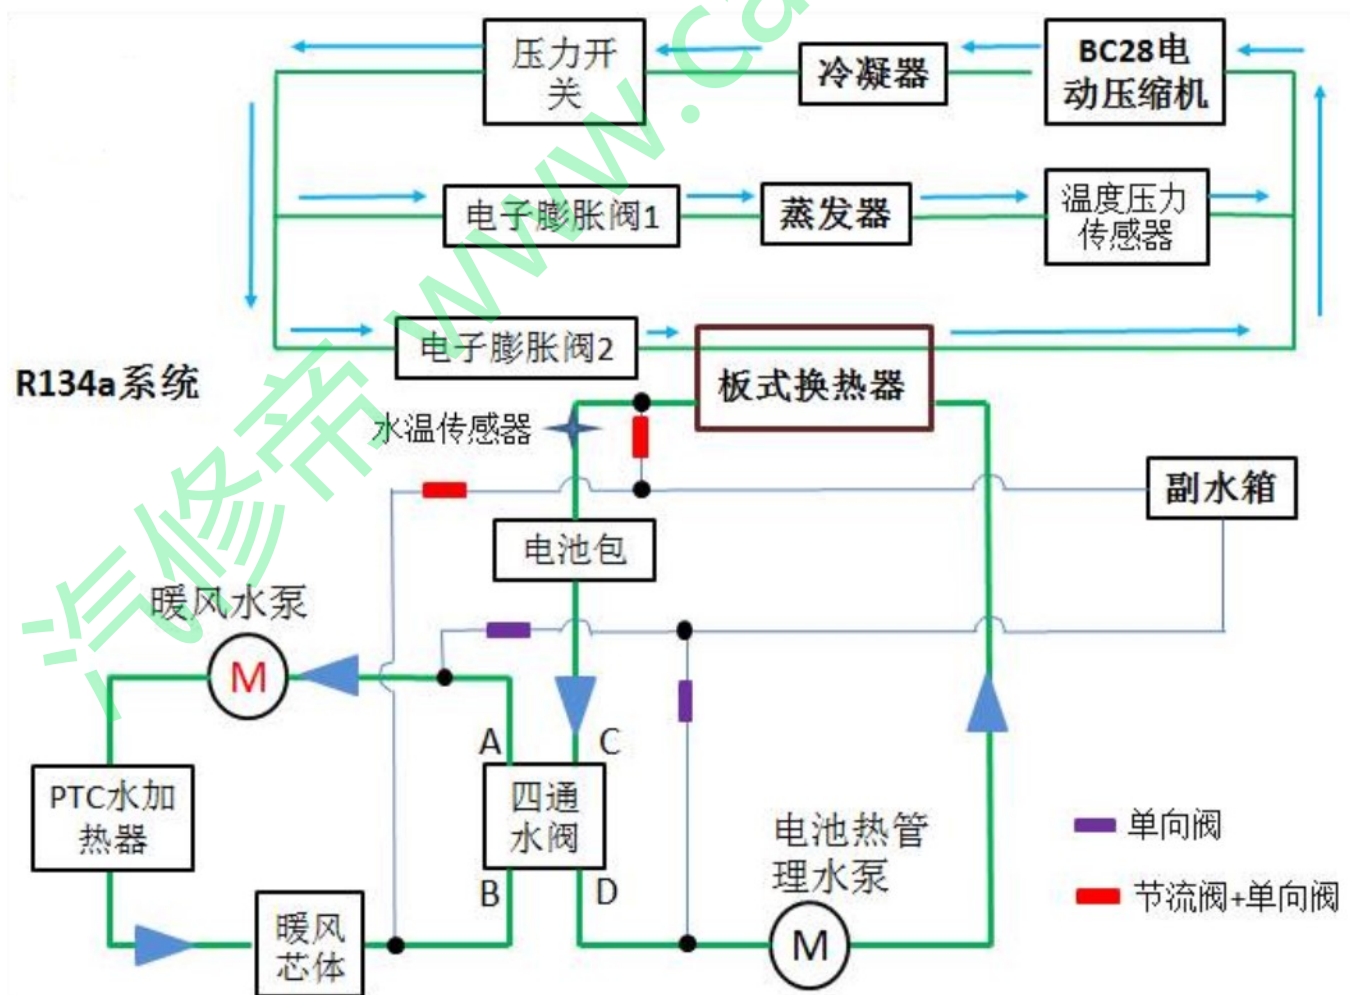 压力开
关
冷凝器
BC28电
动压缩机
电子膨胀阀1
蒸发器
温度压力
传感器
电子膨胀阀2
板式换热器
R134a系统
水温传感器
副水箱
电池包
暖风水泵
M
A
C
PTC水加
热器
四通
水阀
B
D
电池热管
理水泵
M
暖风
芯体
单向阀
节流阀+单向阀
汽修帝 www.ca